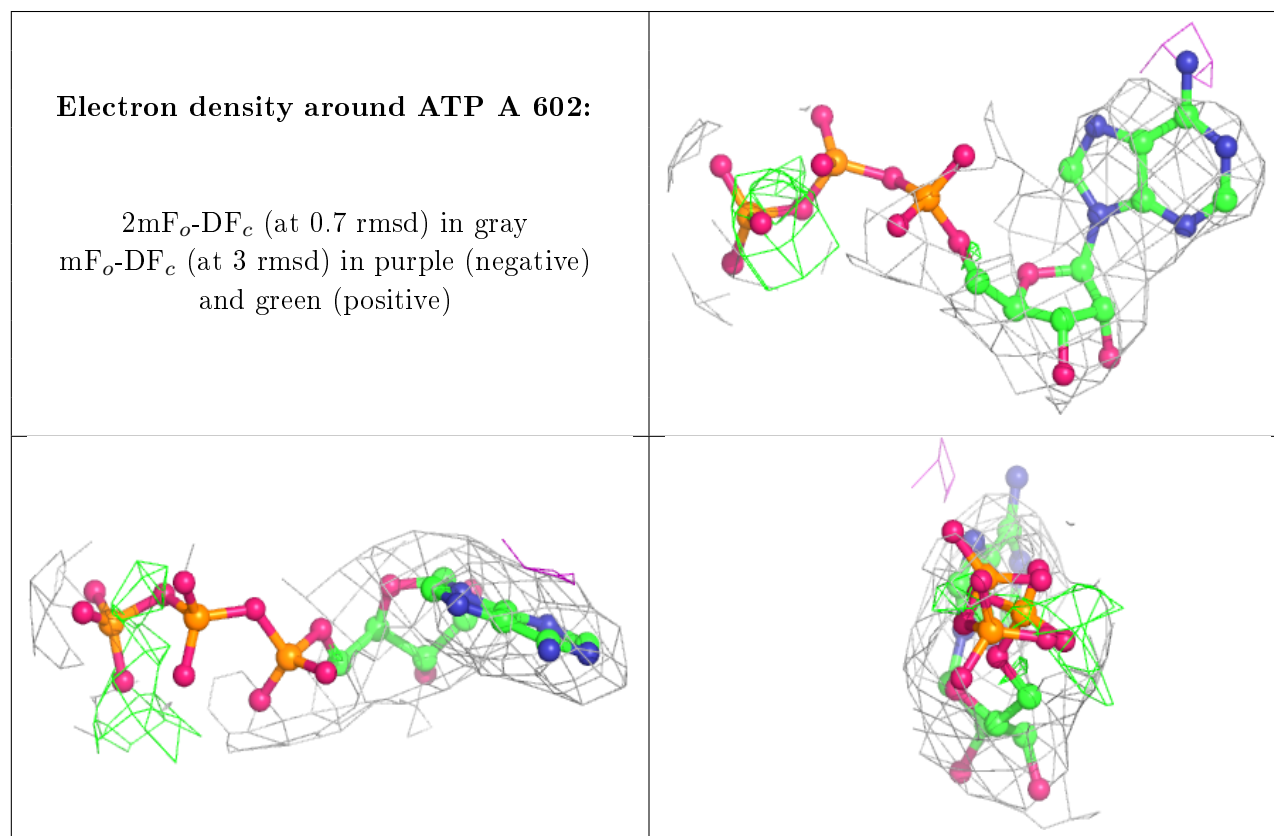 Electron density around ATP A 602:
2mFo-DFc (at 0.7 rmsd) in gray
mFo-DFc (at 3 rmsd) in purple (negative)
and green (positive)